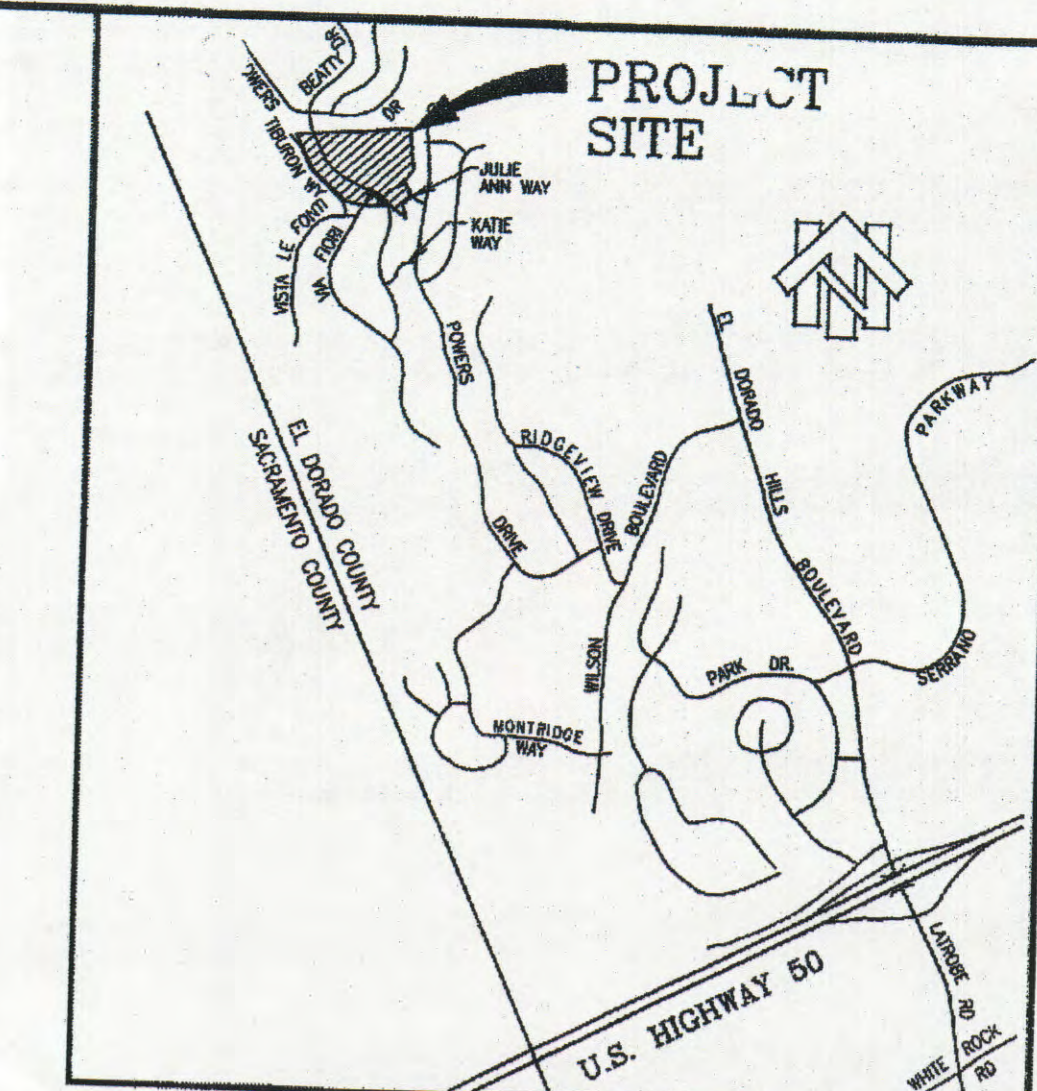 PROJECT
SITE
BEATTY DR
OWERS
DR
TIBURON WY
JULIE
ANN WAY
KATIE
WAY
VISTA LE FONTI
VIA FIORI
N
POWERS
DRIVE
RIDGEVIEW DRIVE
EL DORADO HILLS BOULEVARD
WILSON BOULEVARD
SERRANO PARKWAY
EL DORADO COUNTY
SACRAMENTO COUNTY
PARK DR.
MONTRIDGE
WAY
U.S. HIGHWAY 50
LATROBE RD
WHITE ROCK
RD